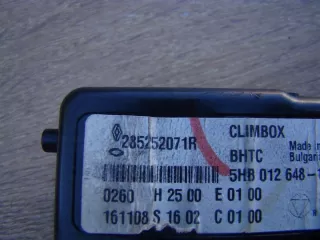 285252071R
CLIMBOX
BHTC
Made in
Bulgaria
5HB 012 648-
0260 H 25 00 E 01 00
161108 S 16 02 C 01 00